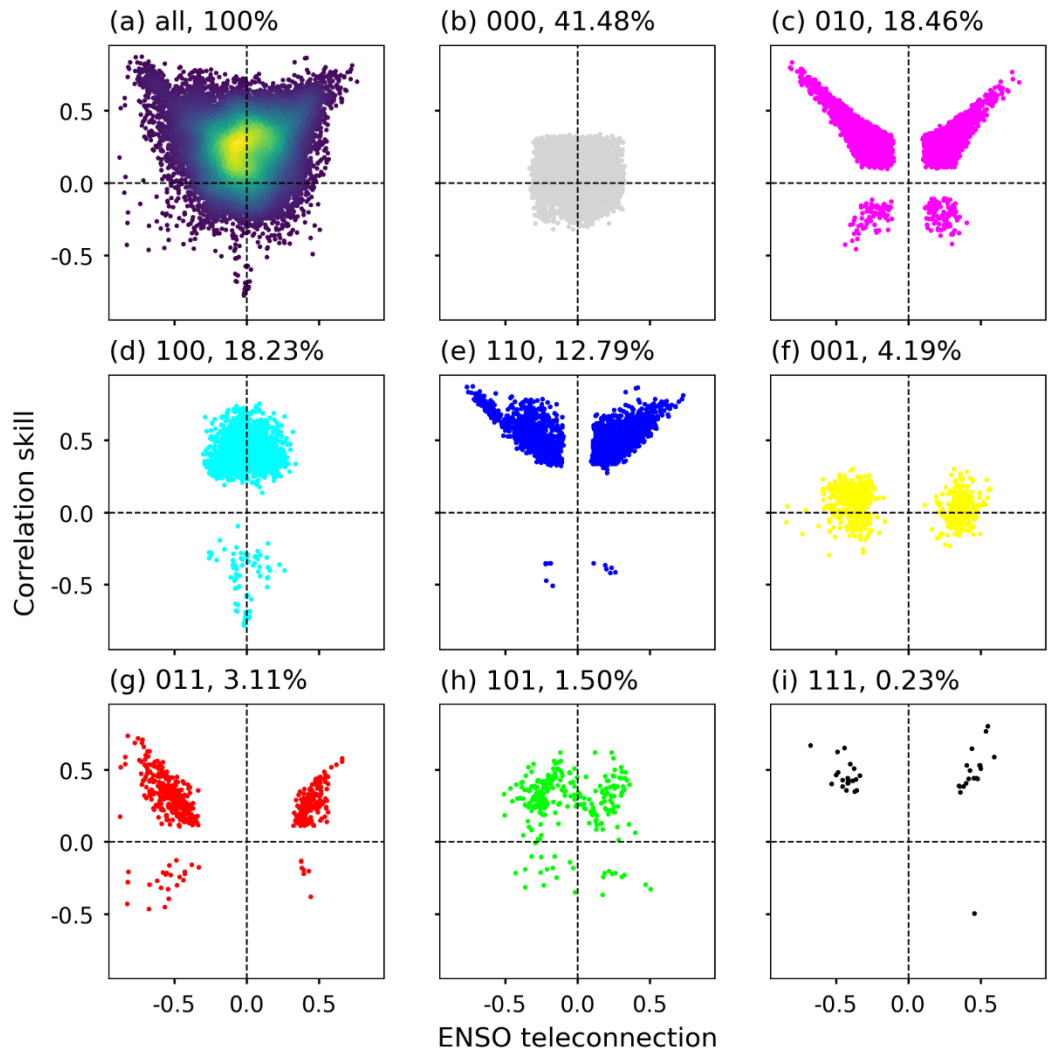 (a) all, 100%
(b) 000, 41.48%
(c) 010, 18.46%
0.5
0.0
-0.5
(d) 100, 18.23%
(e) 110, 12.79%
(f) 001, 4.19%
0.5
0.0
-0.5
Correlation skill
(g) 011, 3.11%
(h) 101, 1.50%
(i) 111, 0.23%
0.5
0.0
-0.5
-0.5 0.0 0.5
-0.5 0.0 0.5
-0.5 0.0 0.5
ENSO teleconnection